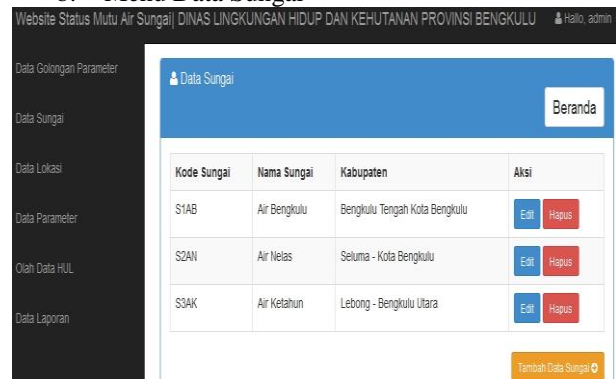 Menu Data Sungai
Website Status Mutu Air Sungai| DINAS LINGKUNGAN HIDUP DAN KEHUTANAN PROVINSI BENGKULU Hallo, admin
Data Golongan Parameter
Data Sungai
Data Lokasi
Data Parameter
Olah Data HUL
Data Laporan
Data Sungai
Beranda
Kode Sungai Nama Sungai Kabupaten Aksi
S1AB Air Bengkulu Bengkulu Tengah Kota Bengkulu Edit Hapus
S2AN Air Nelas Seluma - Kota Bengkulu Edit Hapus
S3AK Air Ketahun Lebong - Bengkulu Utara Edit Hapus
Tambah Data Sungai